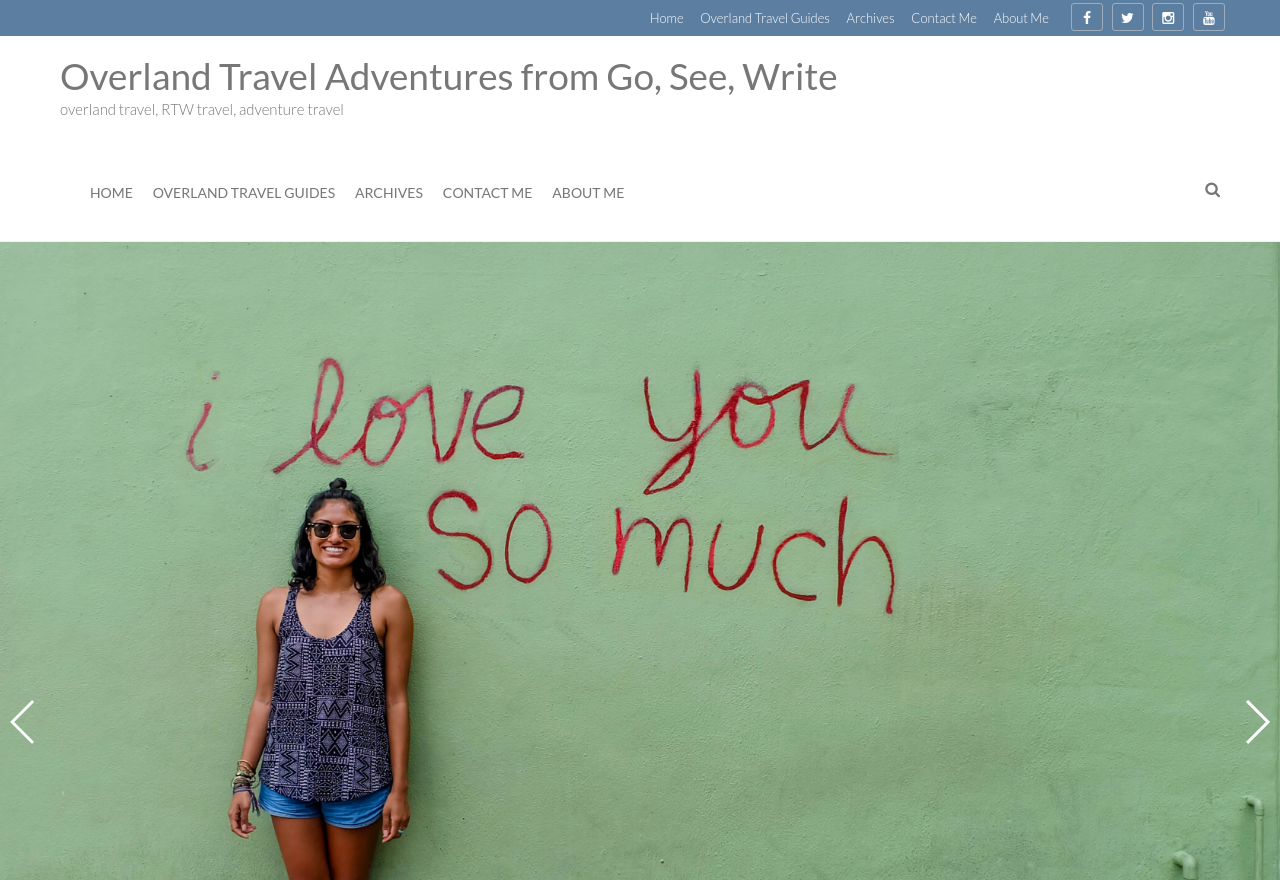 Home Overland Travel Guides Archives Contact Me About Me
Overland Travel Adventures from Go, See, Write
overland travel, RTW travel, adventure travel
HOME OVERLAND TRAVEL GUIDES ARCHIVES CONTACT ME ABOUT ME
i love you
so much